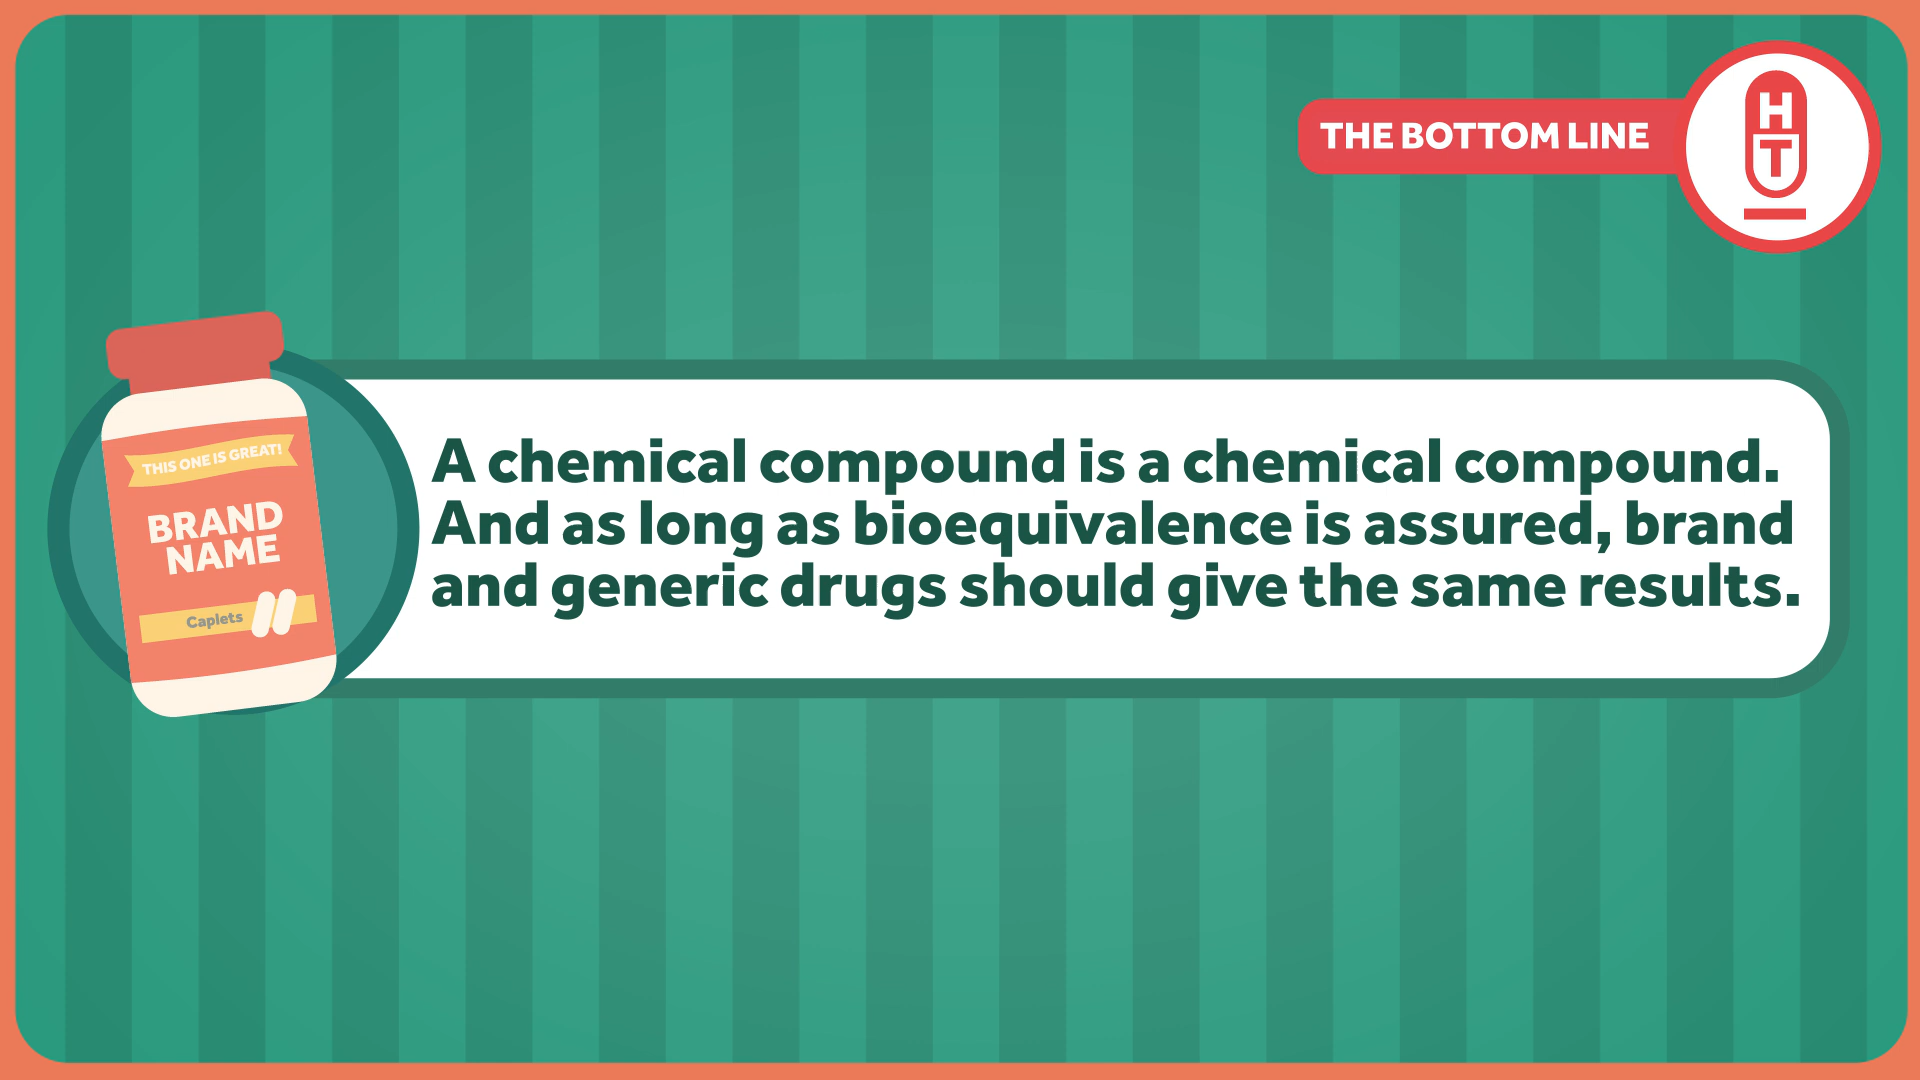 THE BOTTOM LINE
H
T
A chemical compound is a chemical compound.
And as long as bioequivalence is assured, brand
and generic drugs should give the same results.
THIS ONE IS GREAT!
BRAND
NAME
Caplets